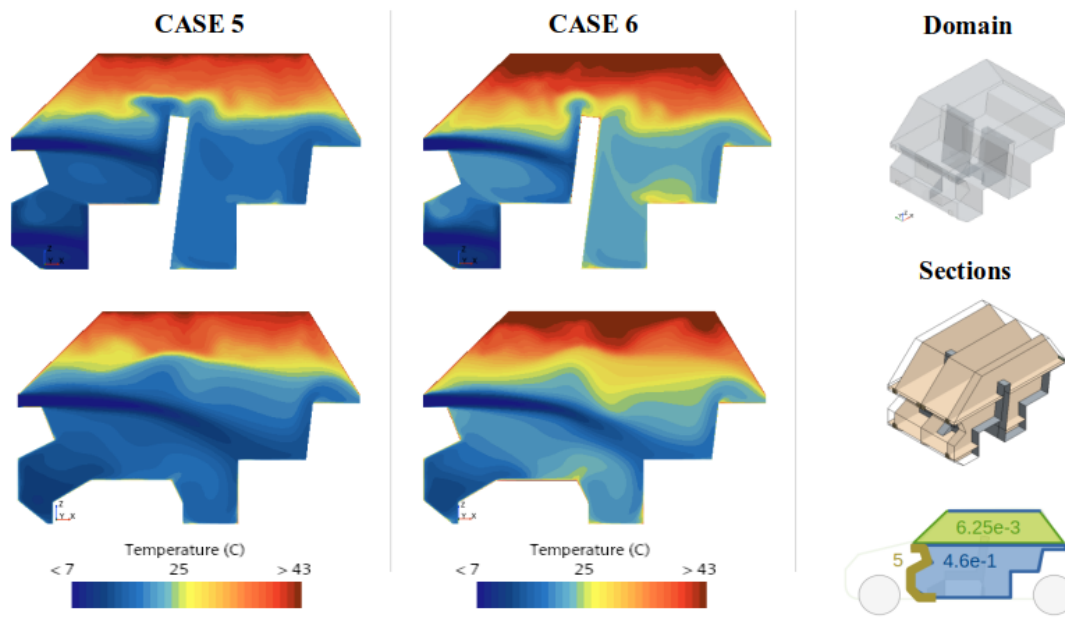 CASE 5
CASE 6
Domain
Sections
Z
Y X
Z
Y X
Z
Y X
Z
Y X
Temperature (C)
< 7 25 > 43
Temperature (C)
< 7 25 > 43
6.25e-3
5 4.6e-1